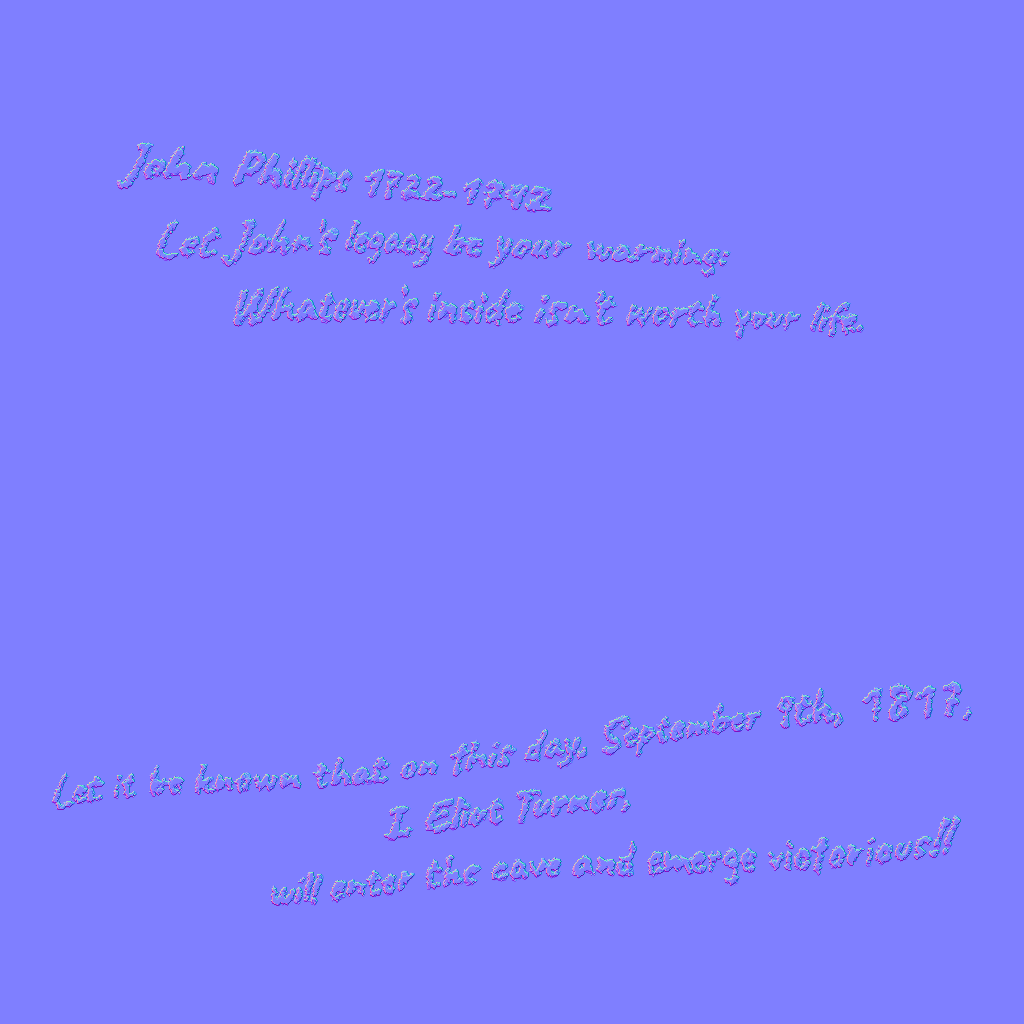 John Phillips 1722-1742
Let John's legacy be your warning:
Whatever's inside isn't worth your life.
Let it be known that on this day, September 9th, 1817,
I, Eliot Turner,
will enter the cave and emerge victorious!!